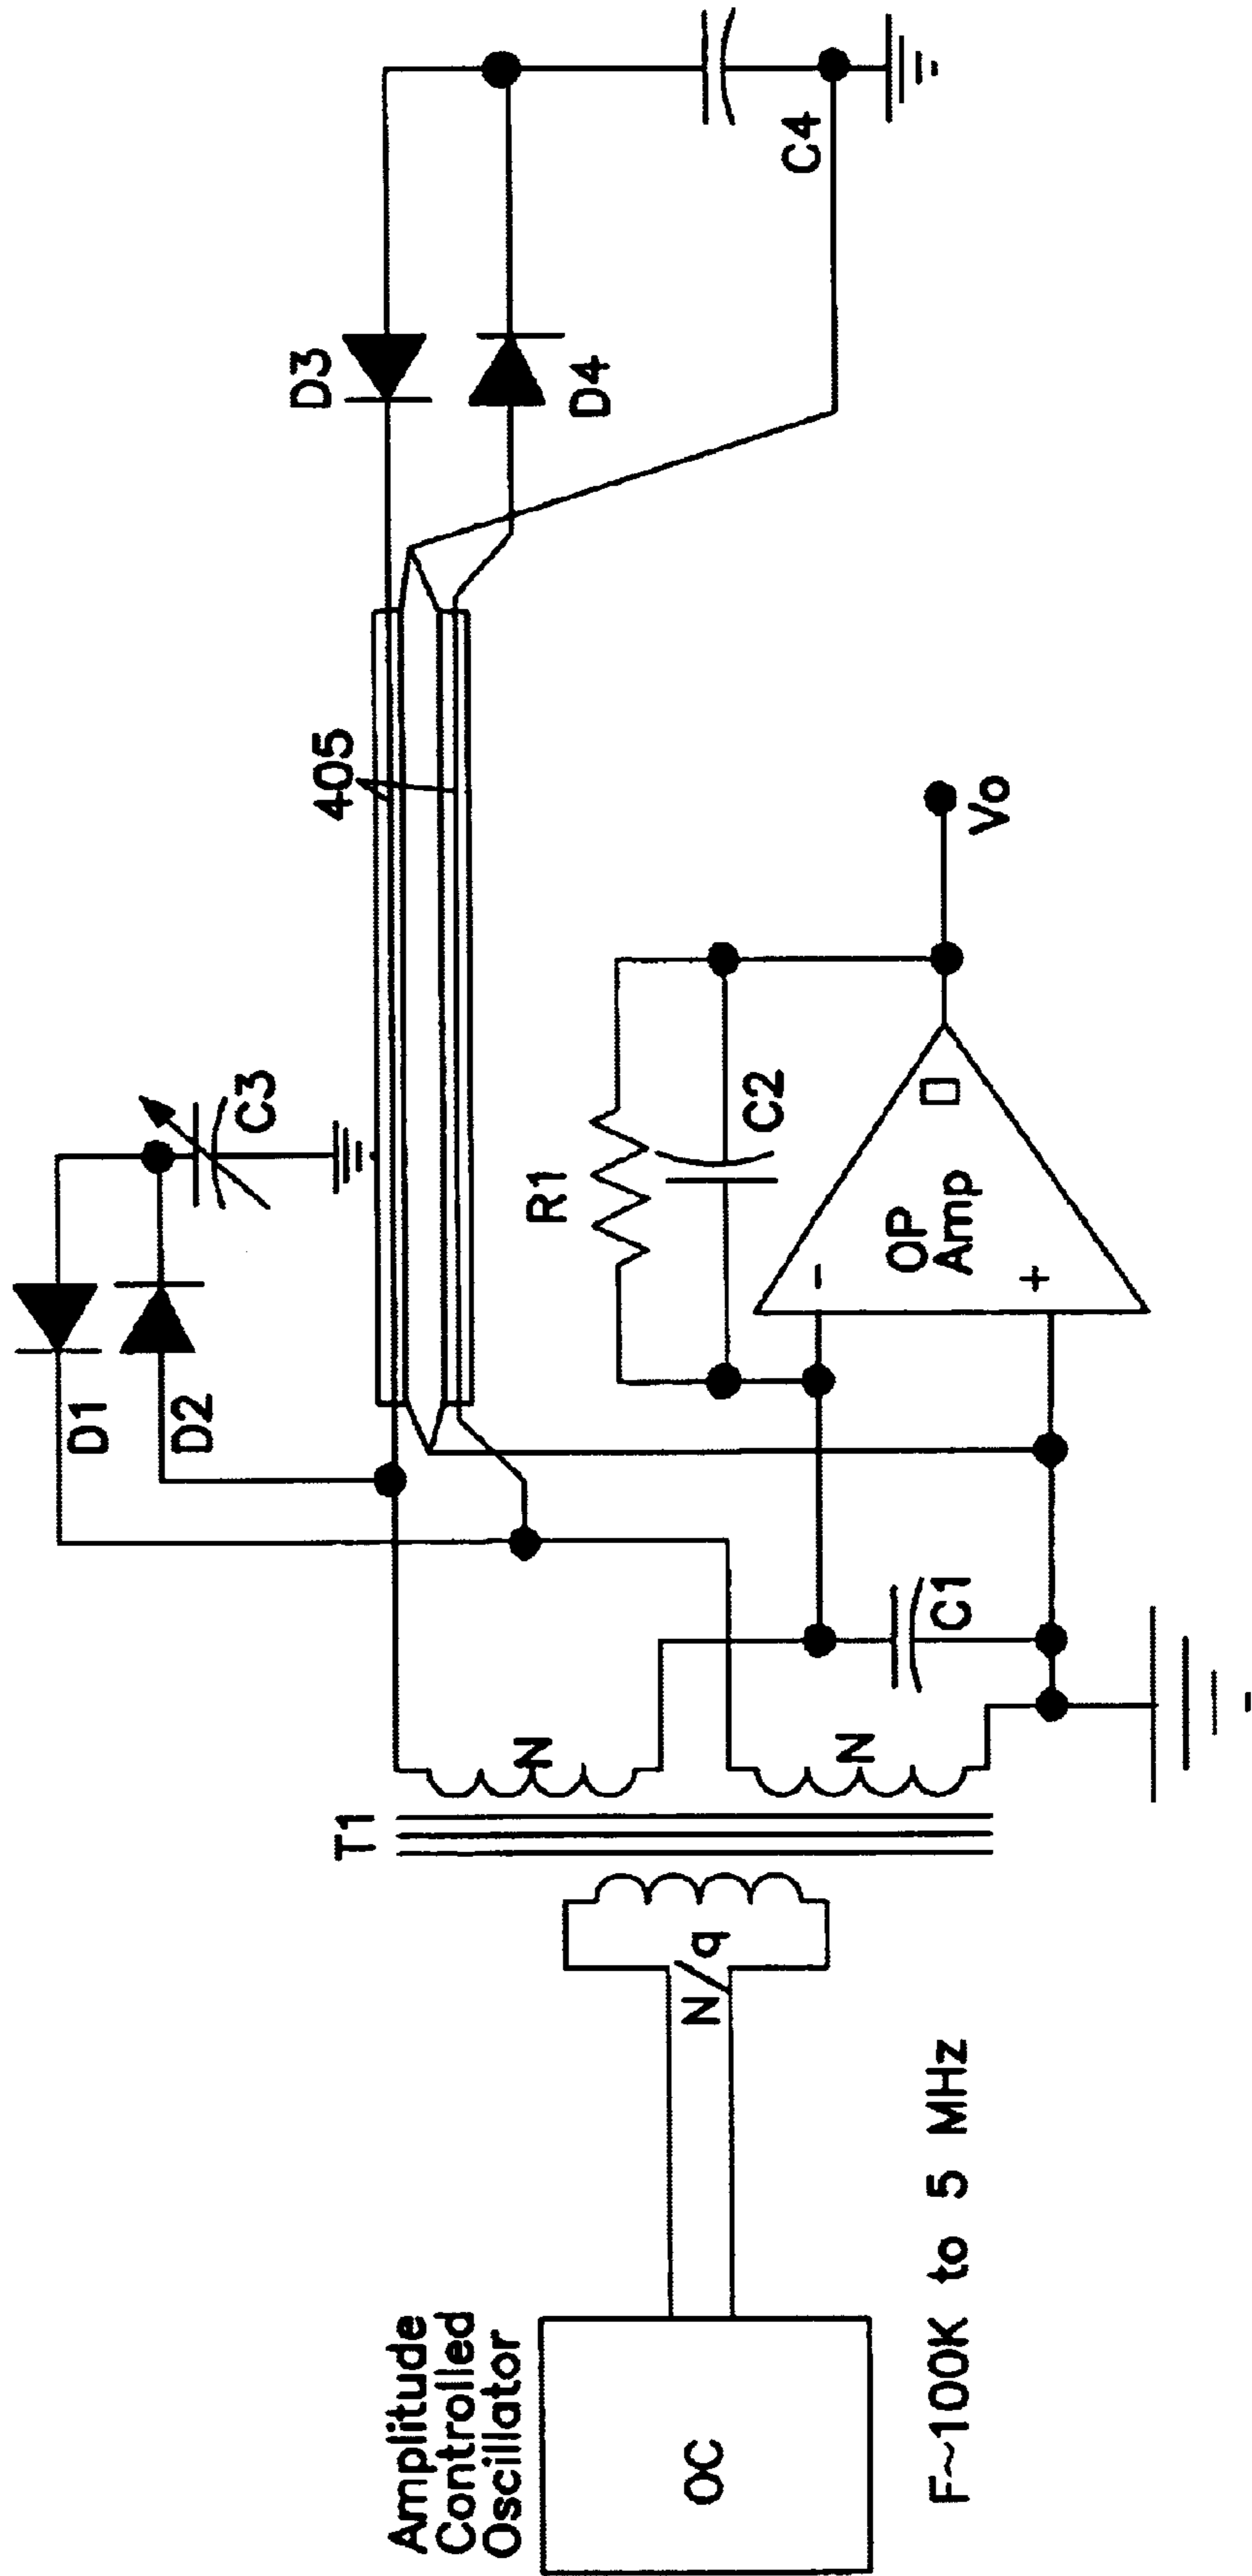 Amplitude
Controlled
Oscillator
OC
F~100K to 5 MHz
N/q
T1
N
N
C1
D1
D2
C3
405
R1
C2
OP
Amp
-
+
Vo
D3
D4
C4